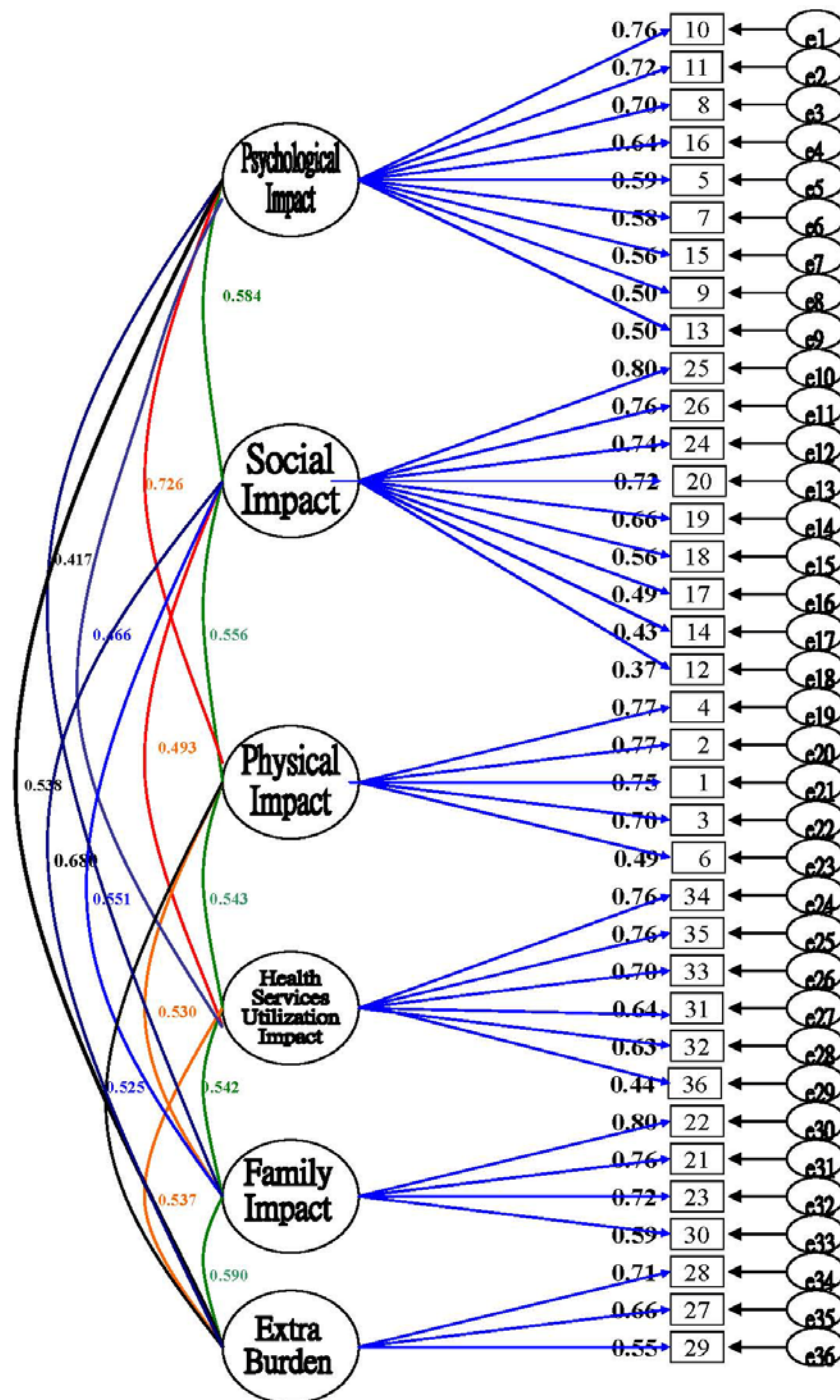 0.76 10 e1
0.72 11 e2
0.70 8 e3
0.64 16 e4
Psychological
Impact
0.59 5 e5
0.58 7 e6
0.56 15 e7
0.50 9 e8
0.584
0.50 13 e9
0.80 25 e10
0.76 26 e11
0.74 24 e12
Social
Impact
0.726
0.72 20 e13
0.66 19 e14
0.417
0.56 18 e15
0.466
0.556
0.49 17 e16
0.43 14 e17
0.37 12 e18
0.77 4 e19
0.493
0.77 2 e20
Physical
Impact
0.538
0.75 1 e21
0.70 3 e22
0.680
0.49 6 e23
0.551
0.543
0.76 34 e24
0.76 35 e25
0.70 33 e26
Health
Services
Utilization
Impact
0.530
0.64 31 e27
0.63 32 e28
0.525
0.542
0.44 36 e29
0.80 22 e30
0.76 21 e31
Family
Impact
0.537
0.72 23 e32
0.59 30 e33
0.590
0.71 28 e34
0.66 27 e35
Extra
Burden
0.55 29 e36